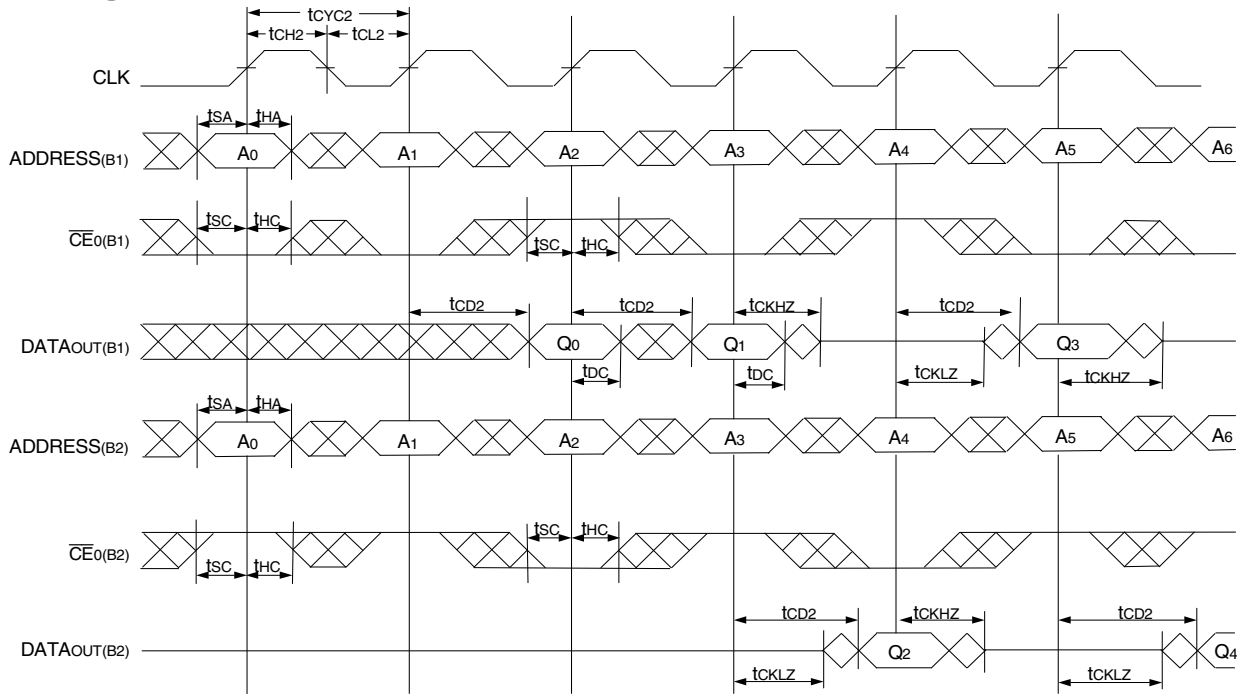 tCYC2
tCH2 tCL2
CLK
tSA tHA
ADDRESS(B1) A0 A1 A2 A3 A4 A5 A6
tSC tHC
CE0(B1) tSC tHC
tCD2 tCD2 tCKHZ tCD2
DATAOUT(B1) Q0 Q1 Q3
tDC tDC tCKLZ tCKHZ
tSA tHA
ADDRESS(B2) A0 A1 A2 A3 A4 A5 A6
tSC tHC
CE0(B2)
tSC tHC
tCD2 tCKHZ tCD2
DATAOUT(B2) Q2 Q4
tCKLZ tCKLZ